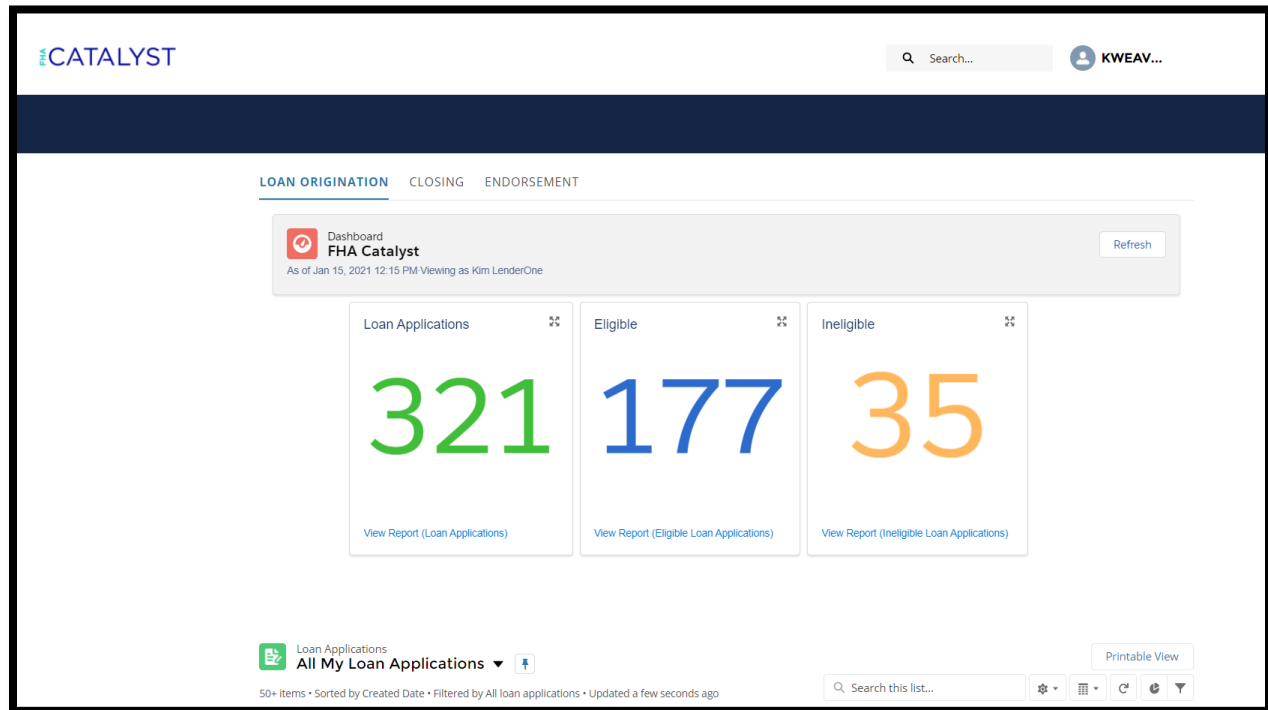 FHA CATALYST
Search...
KWEAV...
LOAN ORIGINATION CLOSING ENDORSEMENT
Dashboard
FHA Catalyst
As of Jan 15, 2021 12:15 PM·Viewing as Kim LenderOne
Refresh
Loan Applications
321
View Report (Loan Applications)
Eligible
177
View Report (Eligible Loan Applications)
Ineligible
35
View Report (Ineligible Loan Applications)
Loan Applications
All My Loan Applications
Printable View
50+ items • Sorted by Created Date • Filtered by All loan applications • Updated a few seconds ago
Search this list...